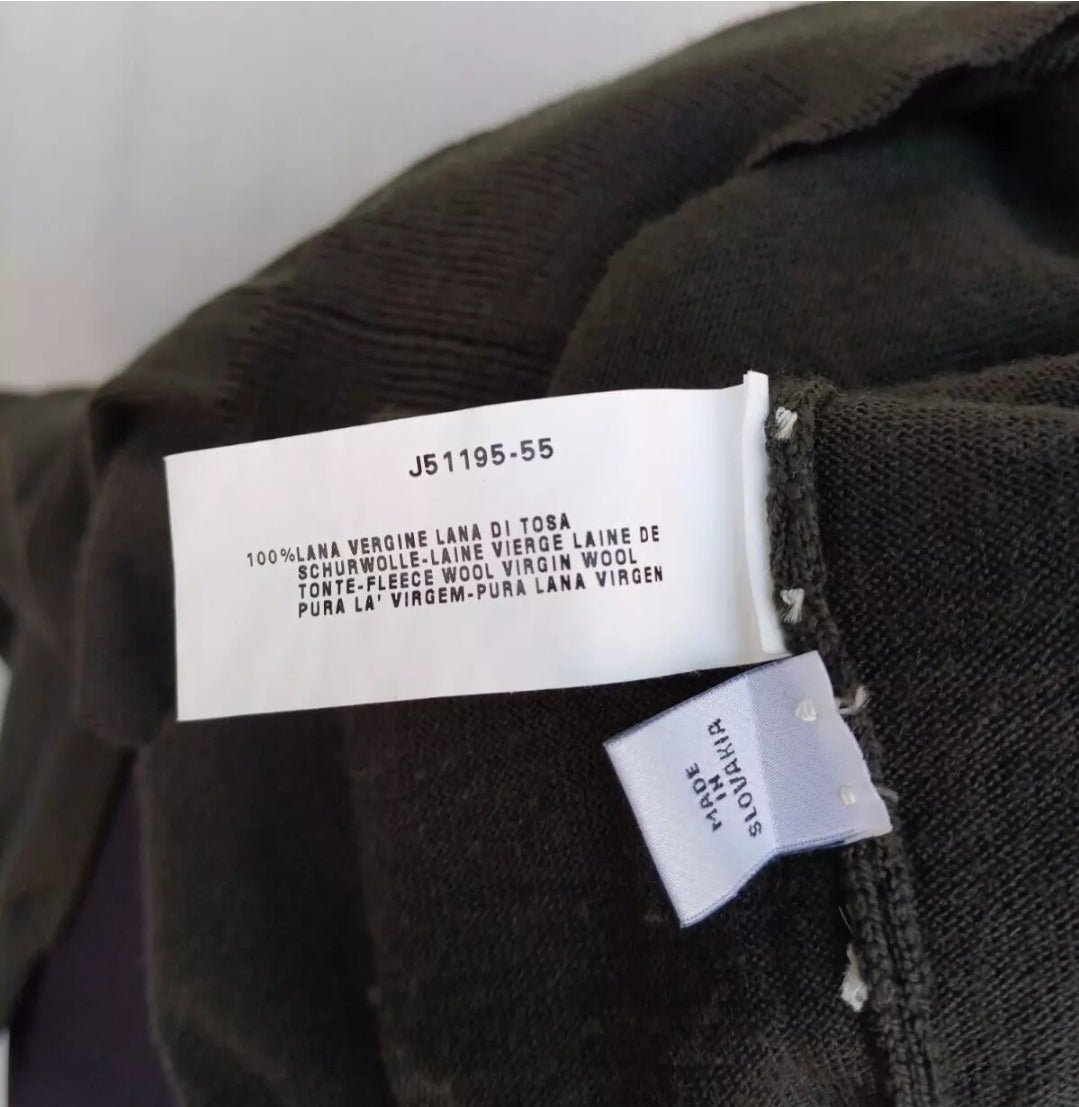 J51195-55
100%LANA VERGINE LANA DI TOSA
SCHURWOLLE-LAINE VIERGE LAINE DE
TONTE-FLEECE WOOL VIRGIN WOOL
PURA LA' VIRGEM-PURA LANA VIRGEN
MADE
IN
SLOVAKIA